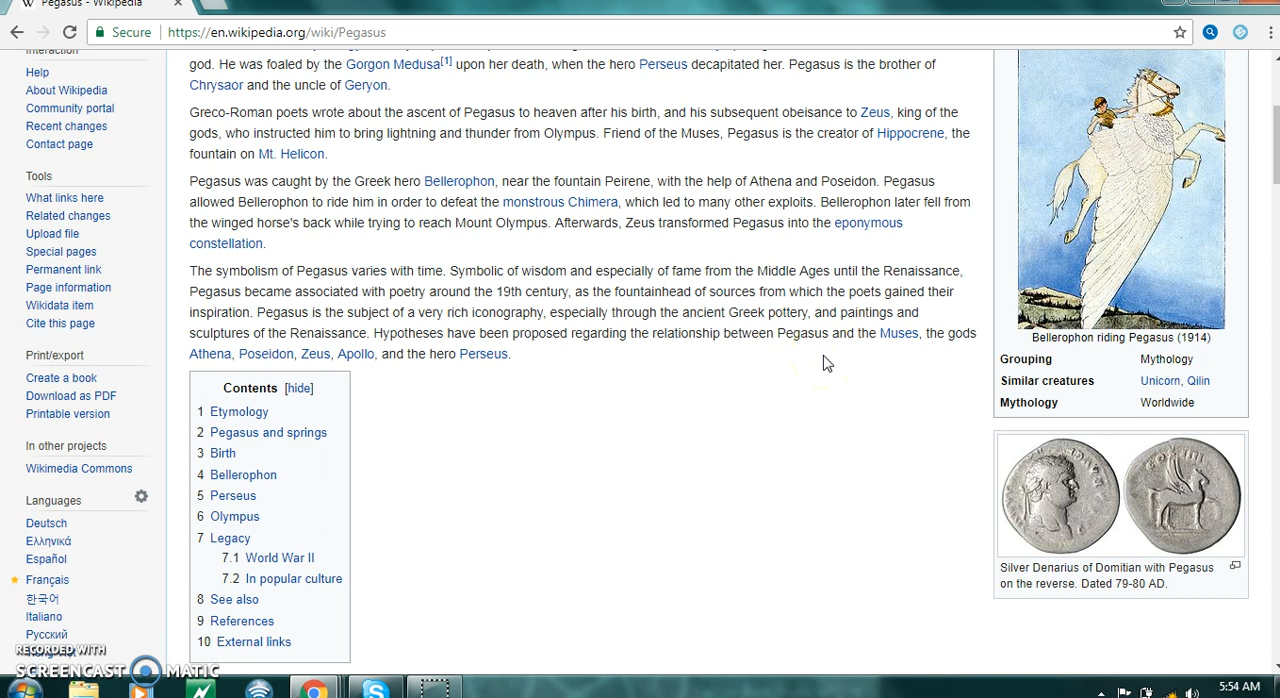 Pegasus - Wikipedia
Secure
https://en.wikipedia.org/wiki/Pegasus
Interaction
Help
About Wikipedia
Community portal
Recent changes
Contact page
Tools
What links here
Related changes
Upload file
Special pages
Permanent link
Page information
Wikidata item
Cite this page
Print/export
Create a book
Download as PDF
Printable version
In other projects
Wikimedia Commons
Languages
Deutsch
Ελληνικά
Español
Français
한국어
Italiano
Русский
god. He was foaled by the Gorgon Medusa[1] upon her death, when the hero Perseus decapitated her. Pegasus is the brother of
Chrysaor and the uncle of Geryon.
Greco-Roman poets wrote about the ascent of Pegasus to heaven after his birth, and his subsequent obeisance to Zeus, king of the
gods, who instructed him to bring lightning and thunder from Olympus. Friend of the Muses, Pegasus is the creator of Hippocrene, the
fountain on Mt. Helicon.
Pegasus was caught by the Greek hero Bellerophon, near the fountain Peirene, with the help of Athena and Poseidon. Pegasus
allowed Bellerophon to ride him in order to defeat the monstrous Chimera, which led to many other exploits. Bellerophon later fell from
the winged horse's back while trying to reach Mount Olympus. Afterwards, Zeus transformed Pegasus into the eponymous
constellation.
The symbolism of Pegasus varies with time. Symbolic of wisdom and especially of fame from the Middle Ages until the Renaissance,
Pegasus became associated with poetry around the 19th century, as the fountainhead of sources from which the poets gained their
inspiration. Pegasus is the subject of a very rich iconography, especially through the ancient Greek pottery, and paintings and
sculptures of the Renaissance. Hypotheses have been proposed regarding the relationship between Pegasus and the Muses, the gods
Athena, Poseidon, Zeus, Apollo, and the hero Perseus.
Contents [hide]
1 Etymology
2 Pegasus and springs
3 Birth
4 Bellerophon
5 Perseus
6 Olympus
7 Legacy
7.1 World War II
7.2 In popular culture
8 See also
9 References
10 External links
Bellerophon riding Pegasus (1914)
Grouping Mythology
Similar creatures Unicorn, Qilin
Mythology Worldwide
Silver Denarius of Domitian with Pegasus
on the reverse. Dated 79-80 AD.
RECORDED WITH
SCREENCAST MATIC
5:54 AM